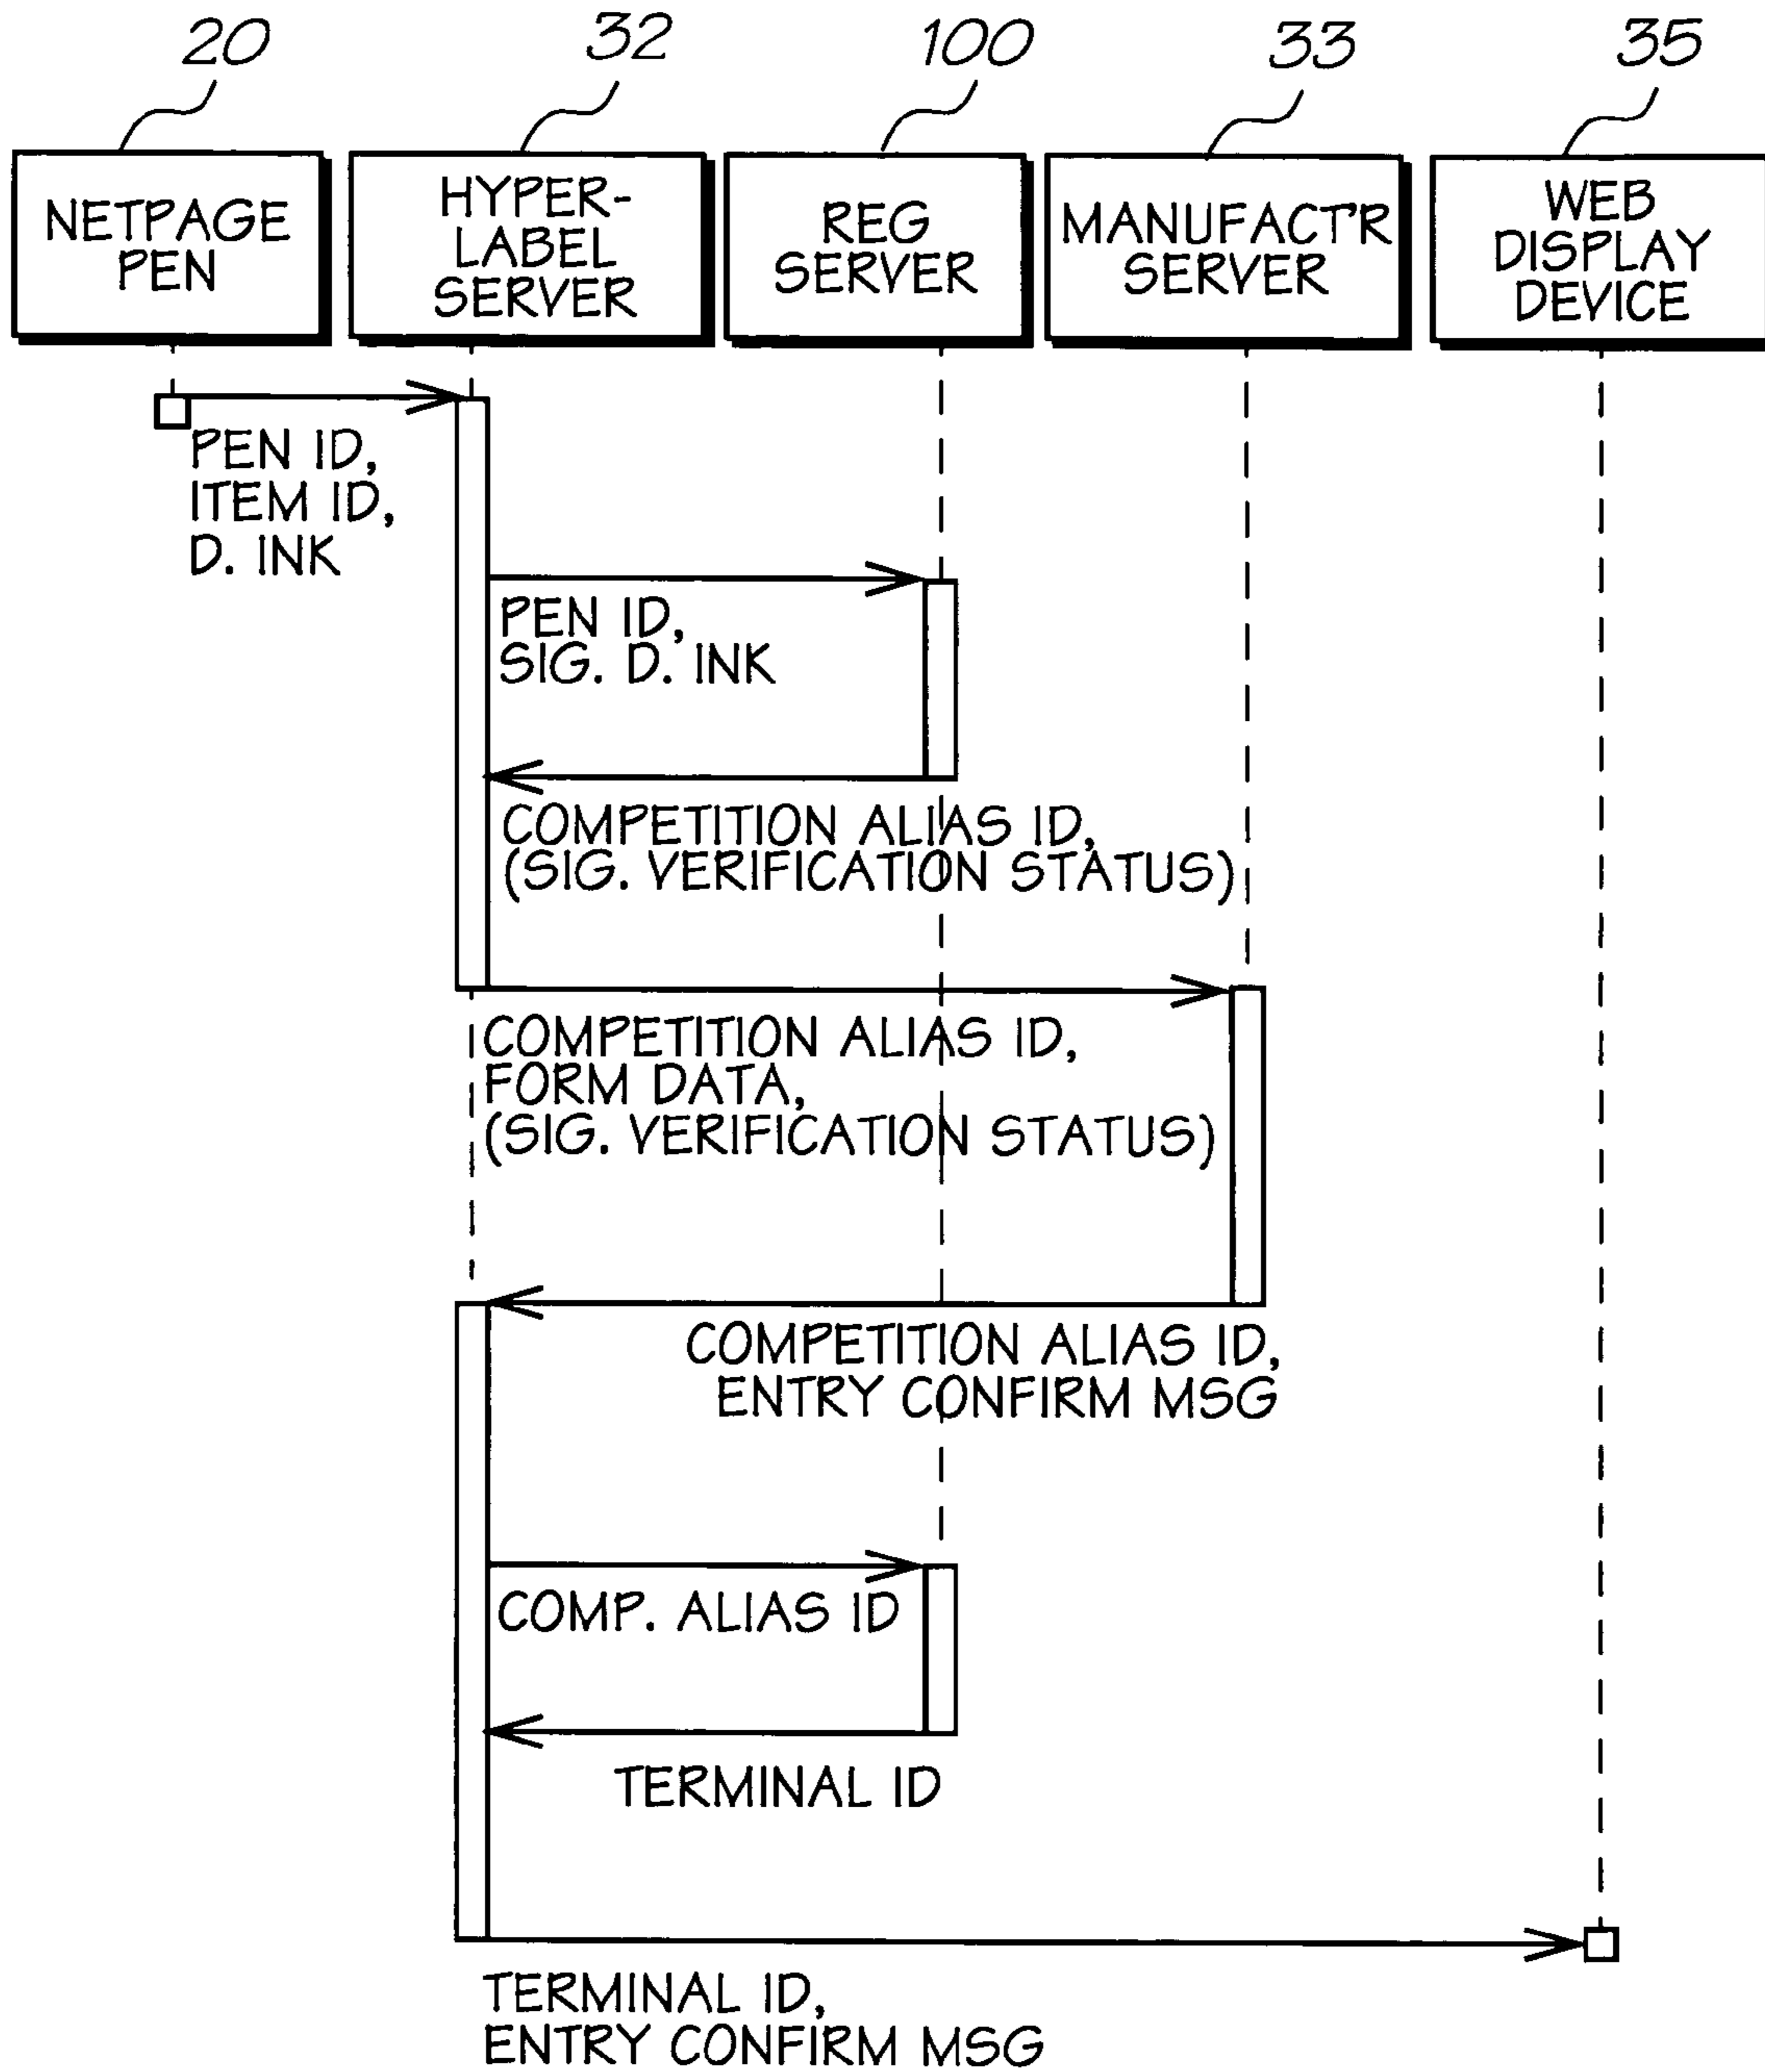 20
32
100
33
35
NETPAGE
PEN
HYPER-
LABEL
SERVER
REG
SERVER
MANUFACT'R
SERVER
WEB
DISPLAY
DEVICE
PEN ID,
ITEM ID,
D. INK
PEN ID,
SIG. D. INK
COMPETITION ALIAS ID,
(SIG. VERIFICATION STATUS)
COMPETITION ALIAS ID,
FORM DATA,
(SIG. VERIFICATION STATUS)
COMPETITION ALIAS ID,
ENTRY CONFIRM MSG
COMP. ALIAS ID
TERMINAL ID
TERMINAL ID,
ENTRY CONFIRM MSG